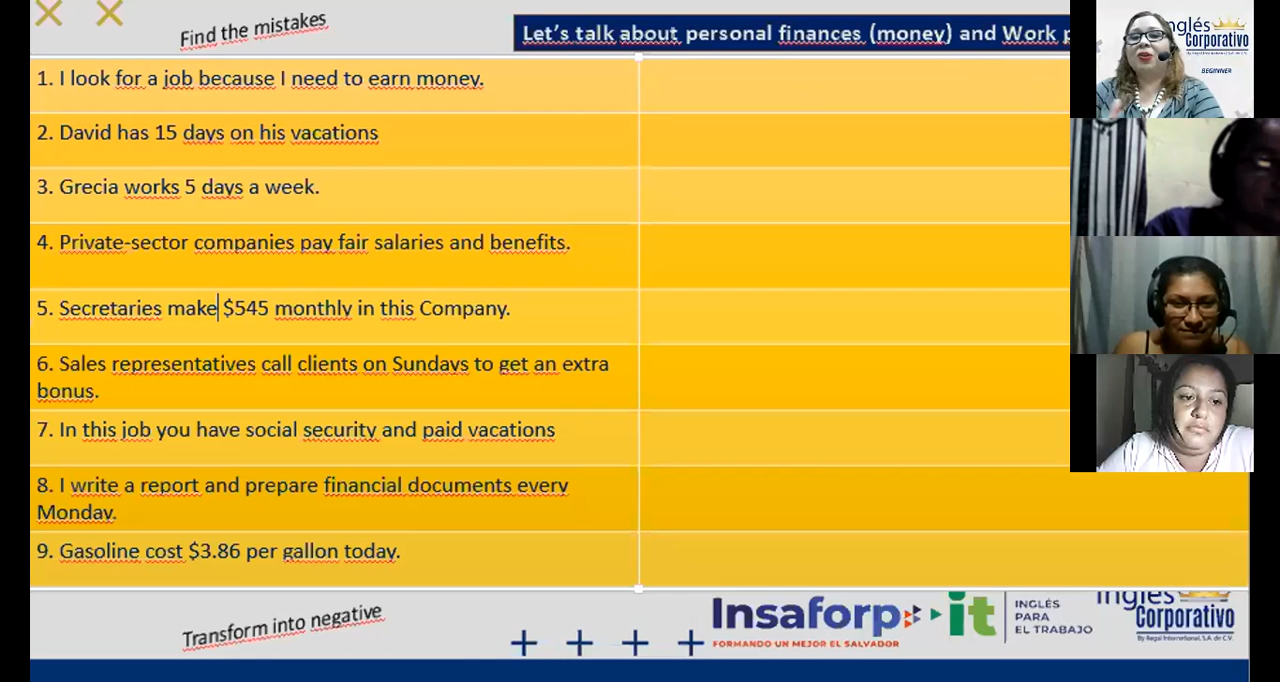 Find the mistakes
Let's talk about personal finances (money) and Work
1. I look for a job because I need to earn money.
2. David has 15 days on his vacations
3. Grecia works 5 days a week.
4. Private-sector companies pay fair salaries and benefits.
5. Secretaries make $545 monthly in this Company.
6. Sales representatives call clients on Sundays to get an extra
bonus.
7. In this job you have social security and paid vacations
8. I write a report and prepare financial documents every
Monday.
9. Gasoline cost $3.86 per gallon today.
Transform into negative
Insaforp it
FORMANDO UN MEJOR EL SALVADOR
INGLÉS
PARA
EL TRABAJO
Inglés
Corporativo
By Regal International, S.A. de C.V.
Inglés
Corporativo
BEGINNER